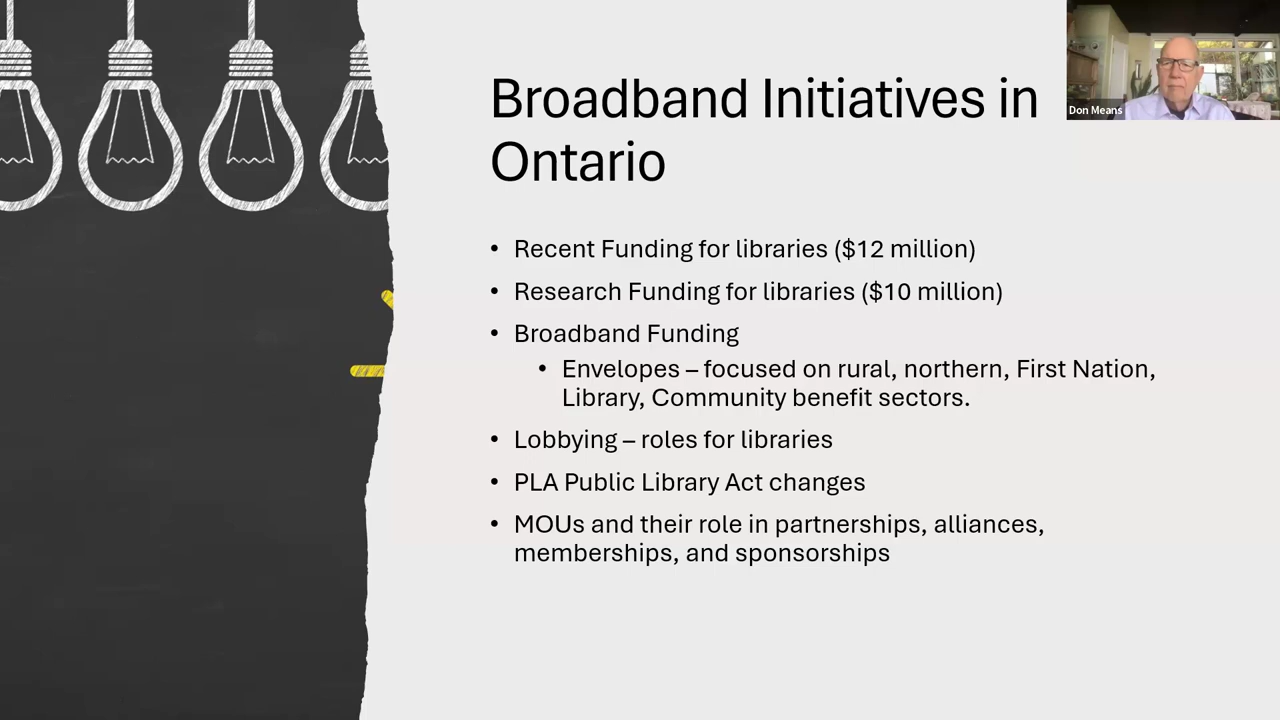 Broadband Initiatives in
Ontario
Don Means
• Recent Funding for libraries ($12 million)
• Research Funding for libraries ($10 million)
• Broadband Funding
• Envelopes – focused on rural, northern, First Nation,
Library, Community benefit sectors.
• Lobbying – roles for libraries
• PLA Public Library Act changes
• MOUs and their role in partnerships, alliances,
memberships, and sponsorships